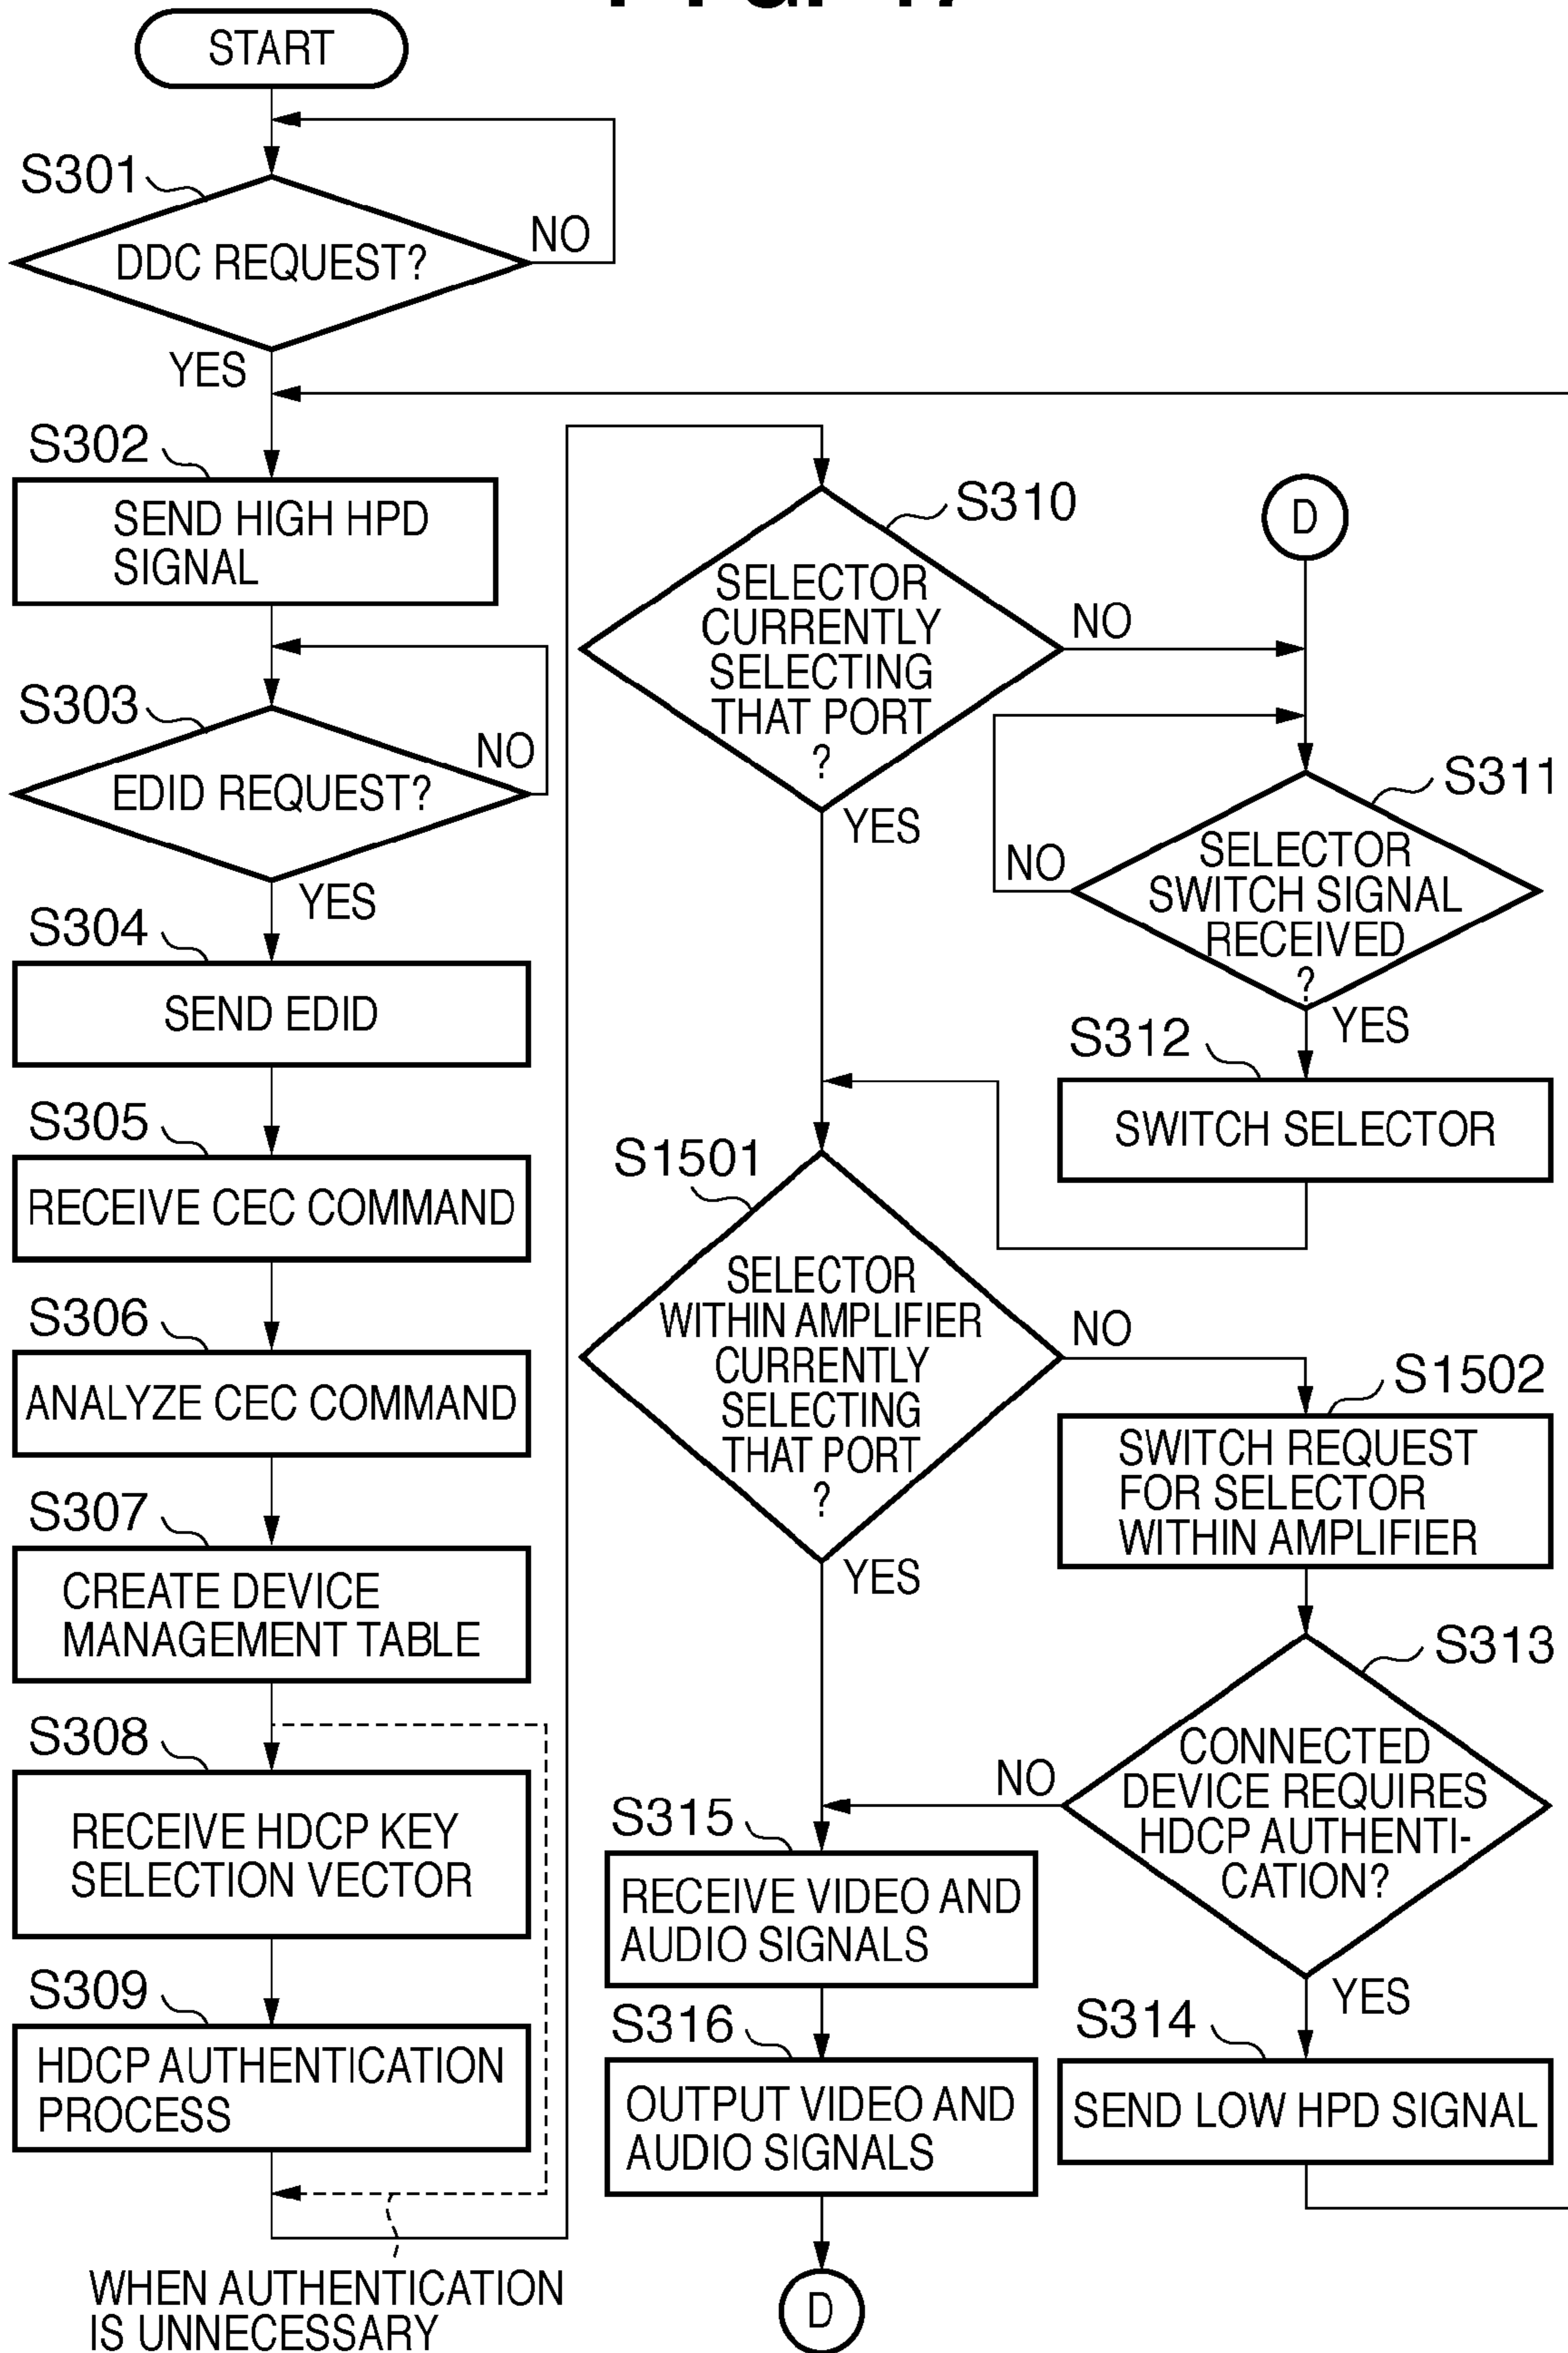 START
S301
DDC REQUEST?
NO
YES
S302
SEND HIGH HPD
SIGNAL
S303
EDID REQUEST?
NO
YES
S304
SEND EDID
S305
RECEIVE CEC COMMAND
S306
ANALYZE CEC COMMAND
S307
CREATE DEVICE
MANAGEMENT TABLE
S308
RECEIVE HDCP KEY
SELECTION VECTOR
S309
HDCP AUTHENTICATION
PROCESS
WHEN AUTHENTICATION
IS UNNECESSARY
S310
SELECTOR
CURRENTLY
SELECTING
THAT PORT
?
NO
YES
D
S311
SELECTOR
SWITCH SIGNAL
RECEIVED
?
NO
YES
S312
SWITCH SELECTOR
S1501
SELECTOR
WITHIN AMPLIFIER
CURRENTLY
SELECTING
THAT PORT
?
NO
YES
S1502
SWITCH REQUEST
FOR SELECTOR
WITHIN AMPLIFIER
S313
CONNECTED
DEVICE REQUIRES
HDCP AUTHENTI-
CATION?
NO
YES
S314
SEND LOW HPD SIGNAL
S315
RECEIVE VIDEO AND
AUDIO SIGNALS
S316
OUTPUT VIDEO AND
AUDIO SIGNALS
D